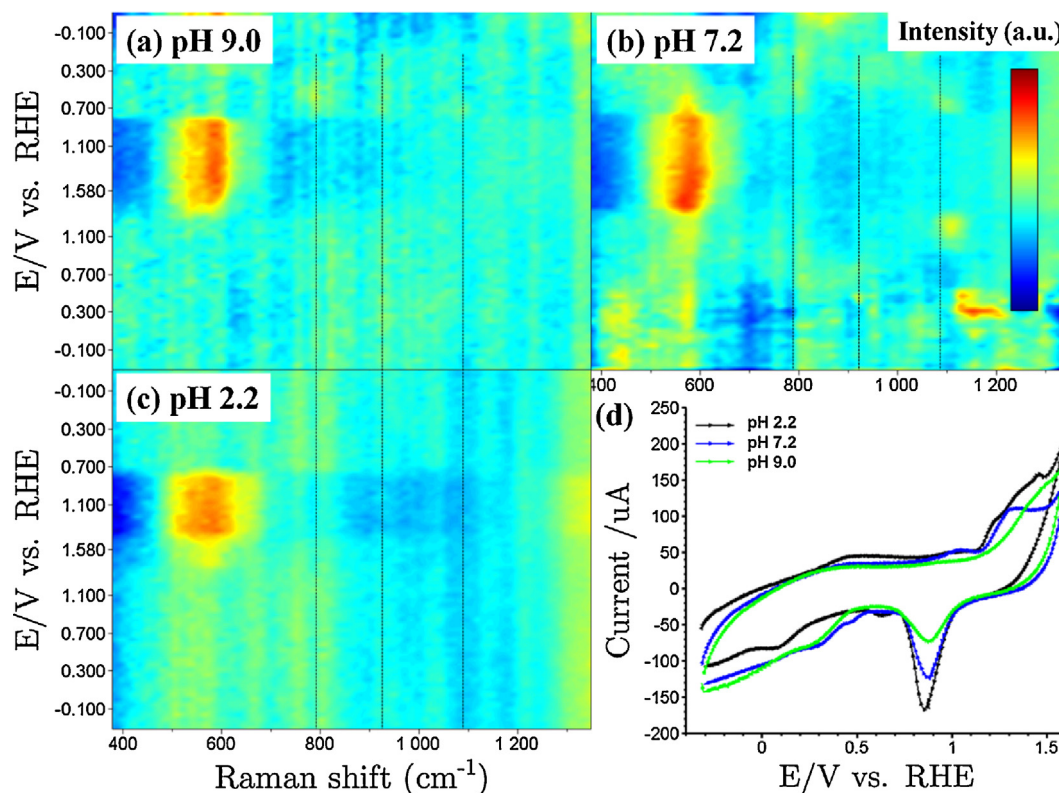 (a) pH 9.0
(b) pH 7.2
Intensity (a.u.)
E/V vs. RHE
-0.100
0.300
0.700
1.100
1.580
1.100
0.700
0.300
-0.100
400 600 800 1 000 1 200
(c) pH 2.2
E/V vs. RHE
-0.100
0.300
0.700
1.100
1.580
1.100
0.700
0.300
-0.100
400 600 800 1 000 1 200
Raman shift (cm⁻¹)
(d)
pH 2.2
pH 7.2
pH 9.0
Current /uA
250
200
150
100
50
0
-50
-100
-150
-200
0 0.5 1 1.5
E/V vs. RHE